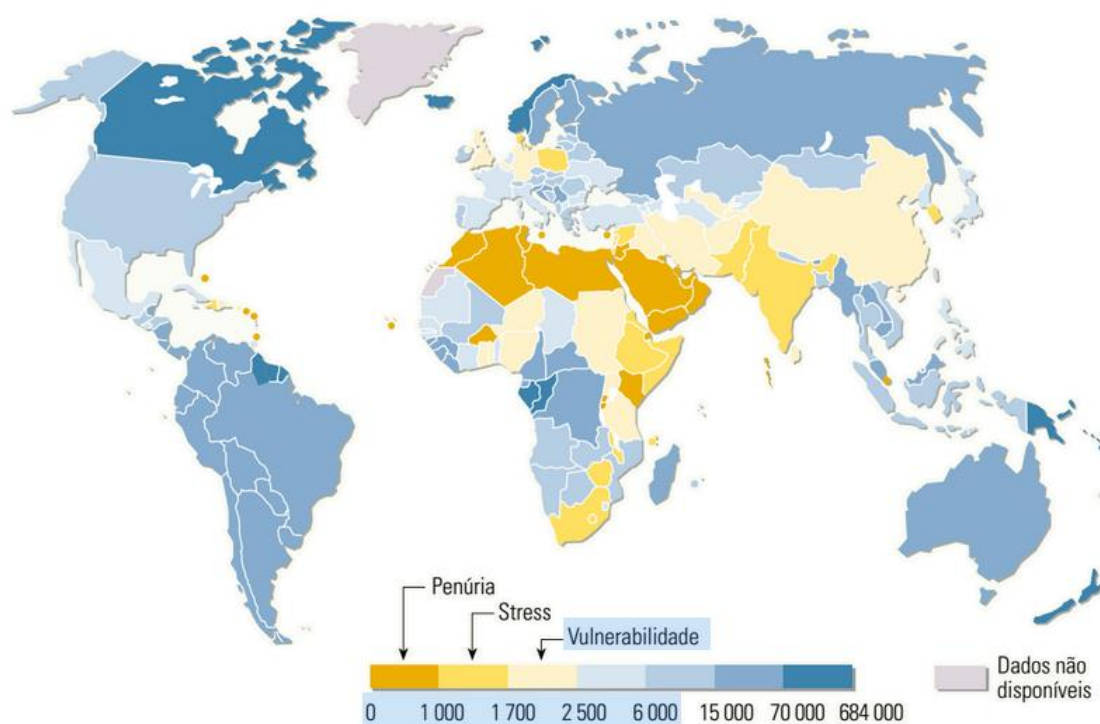 Penúria
Stress
Vulnerabilidade
0 1 000 1 700 2 500 6 000 15 000 70 000 684 000
Dados não
disponíveis